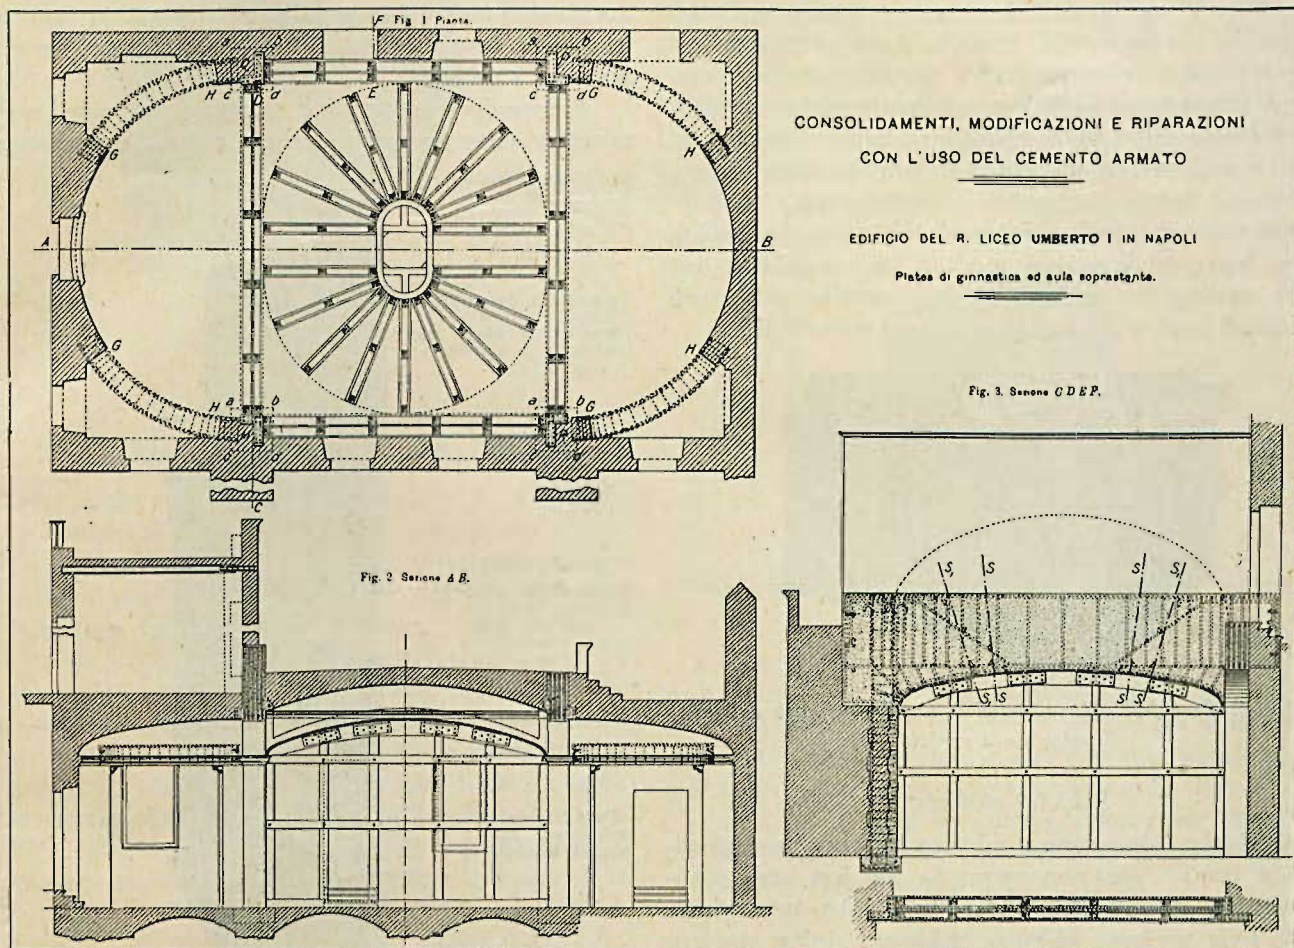 Fig. 1 Pianta.
CONSOLIDAMENTI, MODIFICAZIONI E RIPARAZIONI
CON L'USO DEL CEMENTO ARMATO
EDIFICIO DEL R. LICEO UMBERTO I IN NAPOLI
Platea di ginnastica ed aula soprastante.
F
a b a b
D
H c d E c d G
G H
A B
G H
H a b a b G
d
C
Fig. 2 Sezione A B.
Fig. 3. Sezione C D E F.
S, S S, S,
S, S S S,